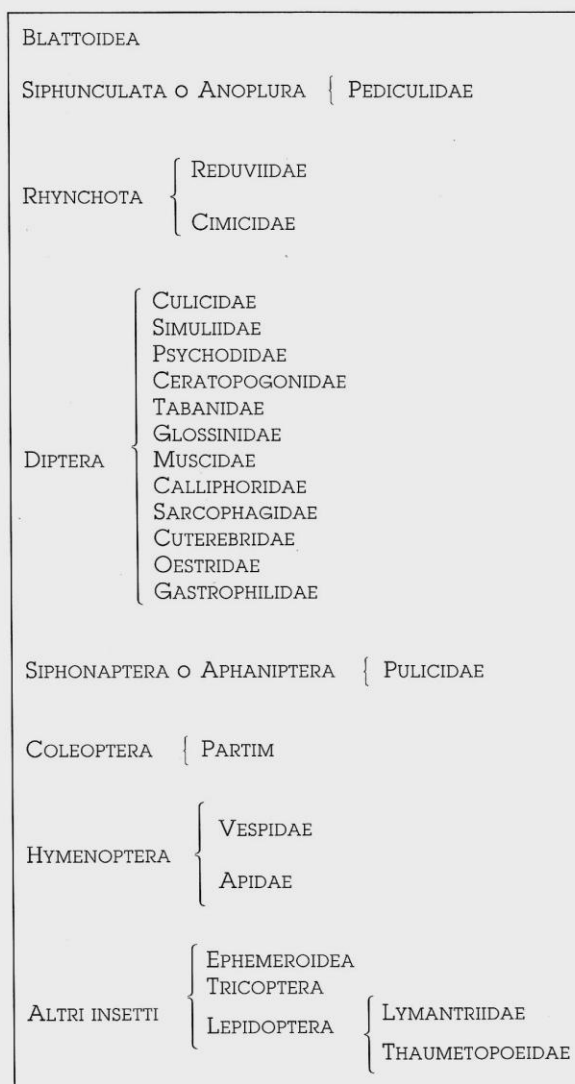 BLATTOIDEA
SIPHUNCULATA O ANOPLURA { PEDICULIDAE
REDUVIIDAE
RHYNCHOTA
CIMICIDAE
CULICIDAE
SIMULIIDAE
PSYCHODIDAE
CERATOPOGONIDAE
TABANIDAE
GLOSSINIDAE
DIPTERA
MUSCIDAE
CALLIPHORIDAE
SARCOPHAGIDAE
CUTEREBRIDAE
OESTRIDAE
GASTROPHILIDAE
SIPHONAPTERA O APHANIPTERA { PULICIDAE
COLEOPTERA { PARTIM
VESPIDAE
HYMENOPTERA
APIDAE
EPHEMEROIDEA
TRICOPTERA
ALTRI INSETTI
LEPIDOPTERA
LYMANTRIIDAE
THAUMETOPOEIDAE